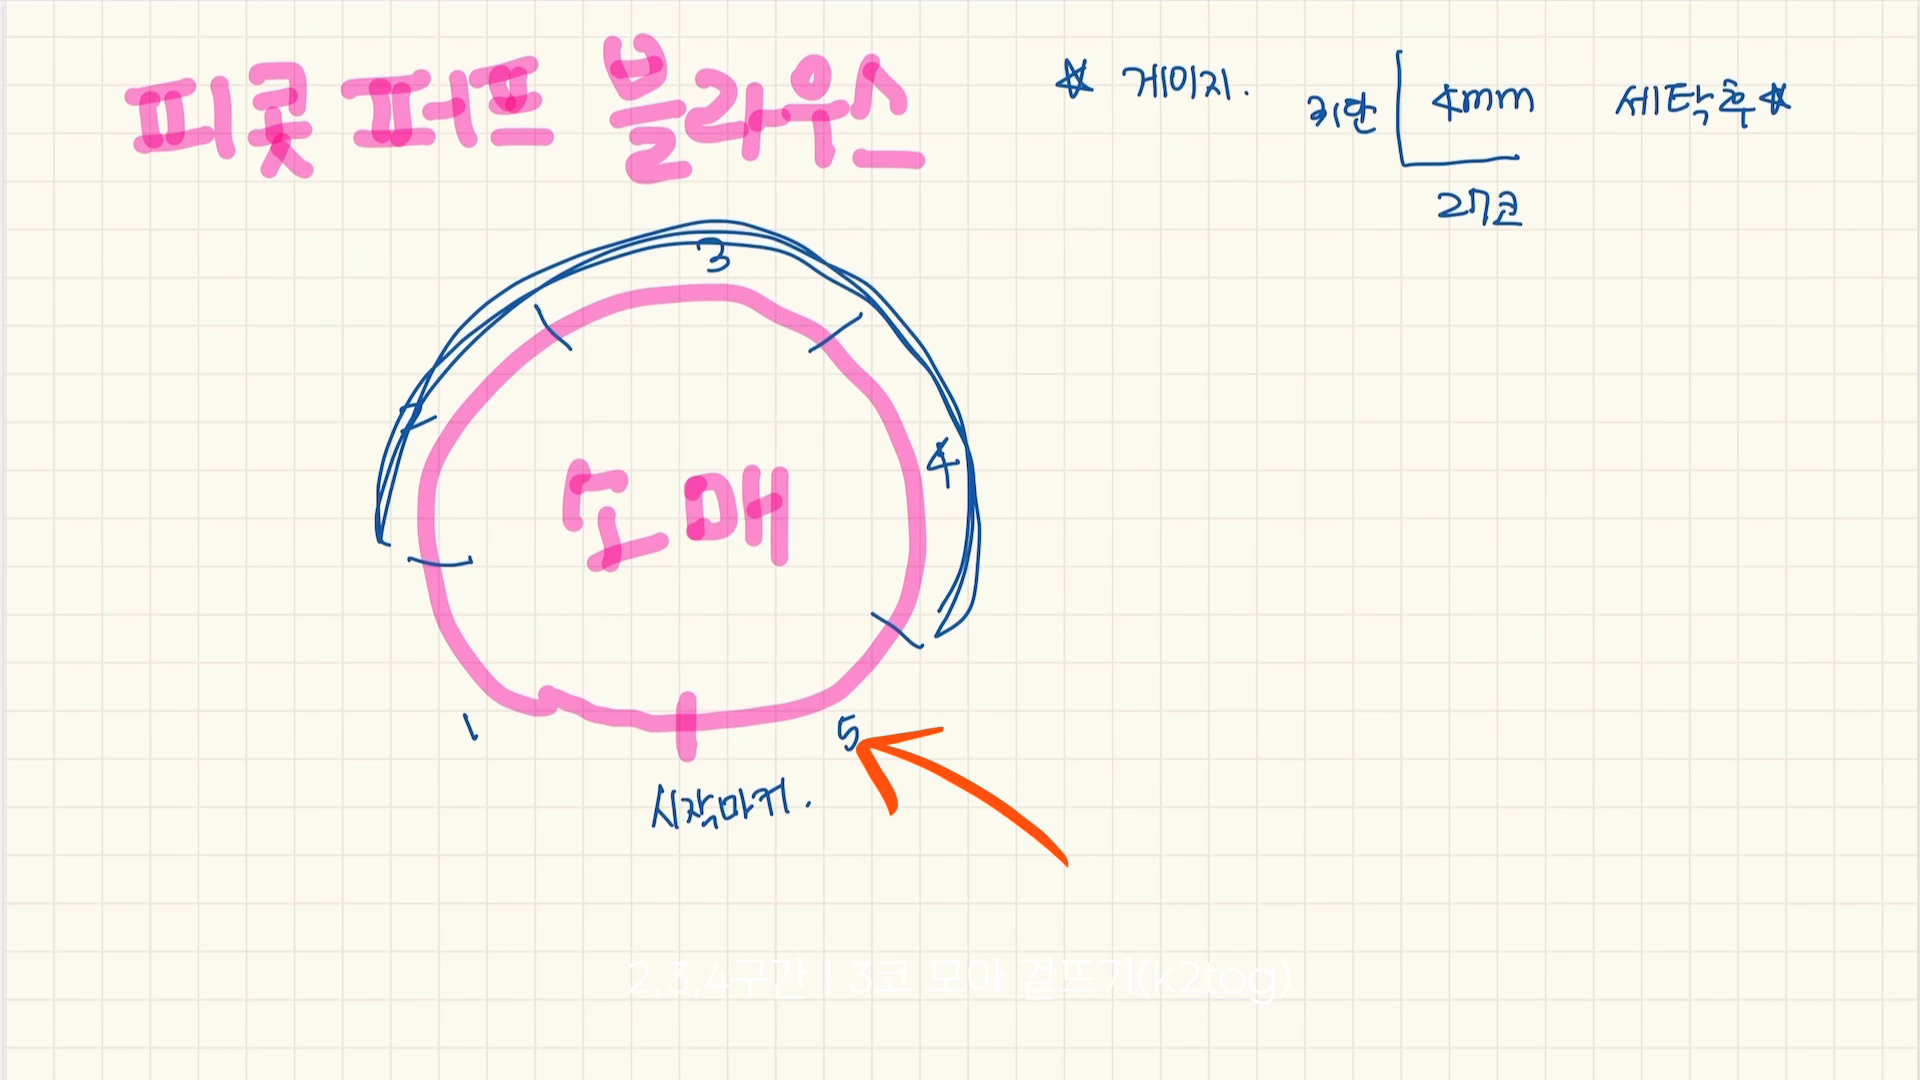 피콧 퍼프 블라우스
☆ 게이지.
기반 4mm 세탁후☆
27코
3
2
4
소매
1
5
시작마커.
2,3,4구간 | 3코 모아 겉뜨기(k2tog)